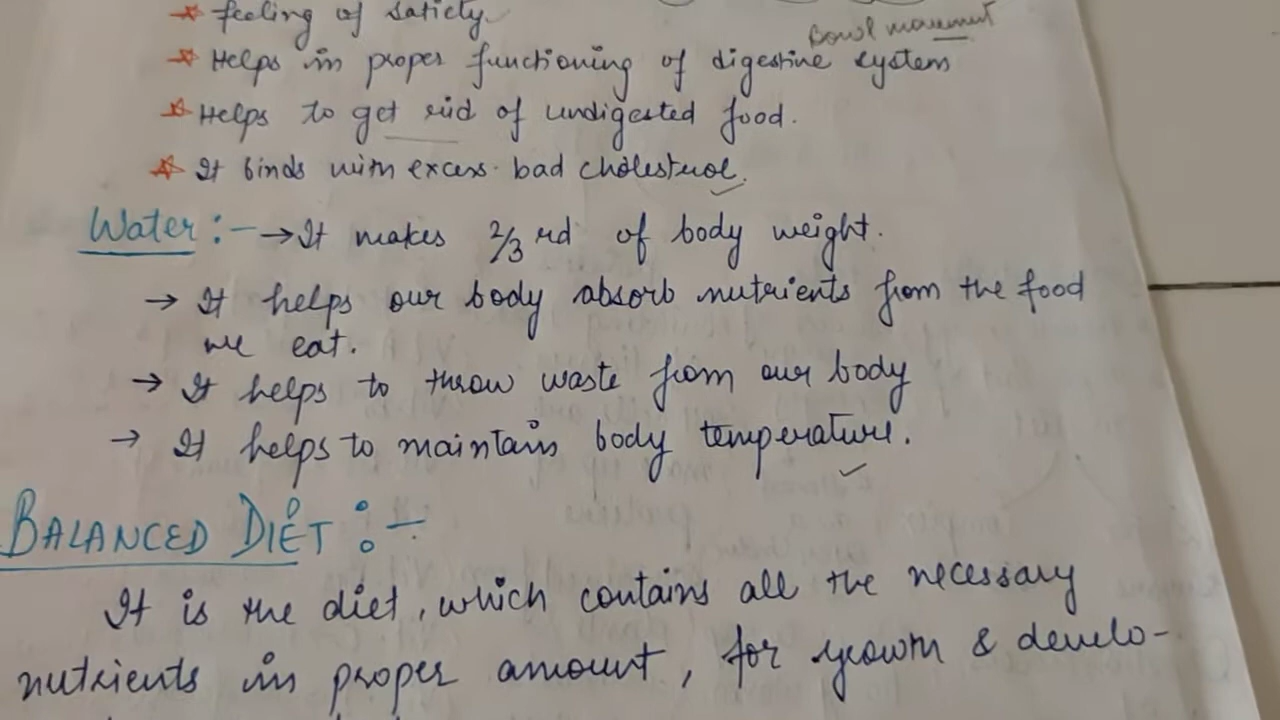 ☆ feeling of satiety.
Bowl movement
☆ Helps in proper functioning of digestive system
☆ Helps to get rid of undigested food.
☆ It binds with excess bad cholesterol.
Water :- → It makes 2/3 rd of body weight.
→ It helps our body absorb nutrients from the food
we eat.
→ It helps to throw waste from our body
→ It helps to maintain body temperature.
BALANCED DIET :-
It is the diet, which contains all the necessary
nutrients in proper amount, for growth & develo-